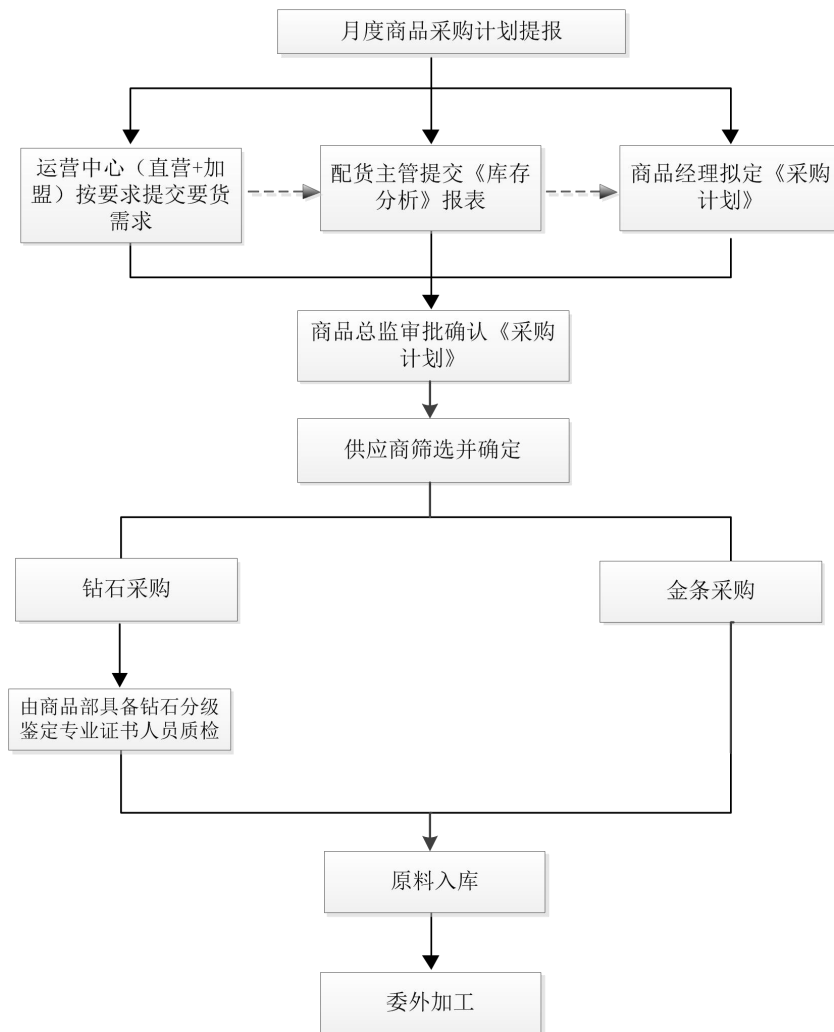 月度商品采购计划提报
运营中心（直营+加
盟）按要求提交要货
需求
配货主管提交《库存
分析》报表
商品经理拟定《采购
计划》
商品总监审批确认《采购
计划》
供应商筛选并确定
钻石采购
金条采购
由商品部具备钻石分级
鉴定专业证书人员质检
原料入库
委外加工